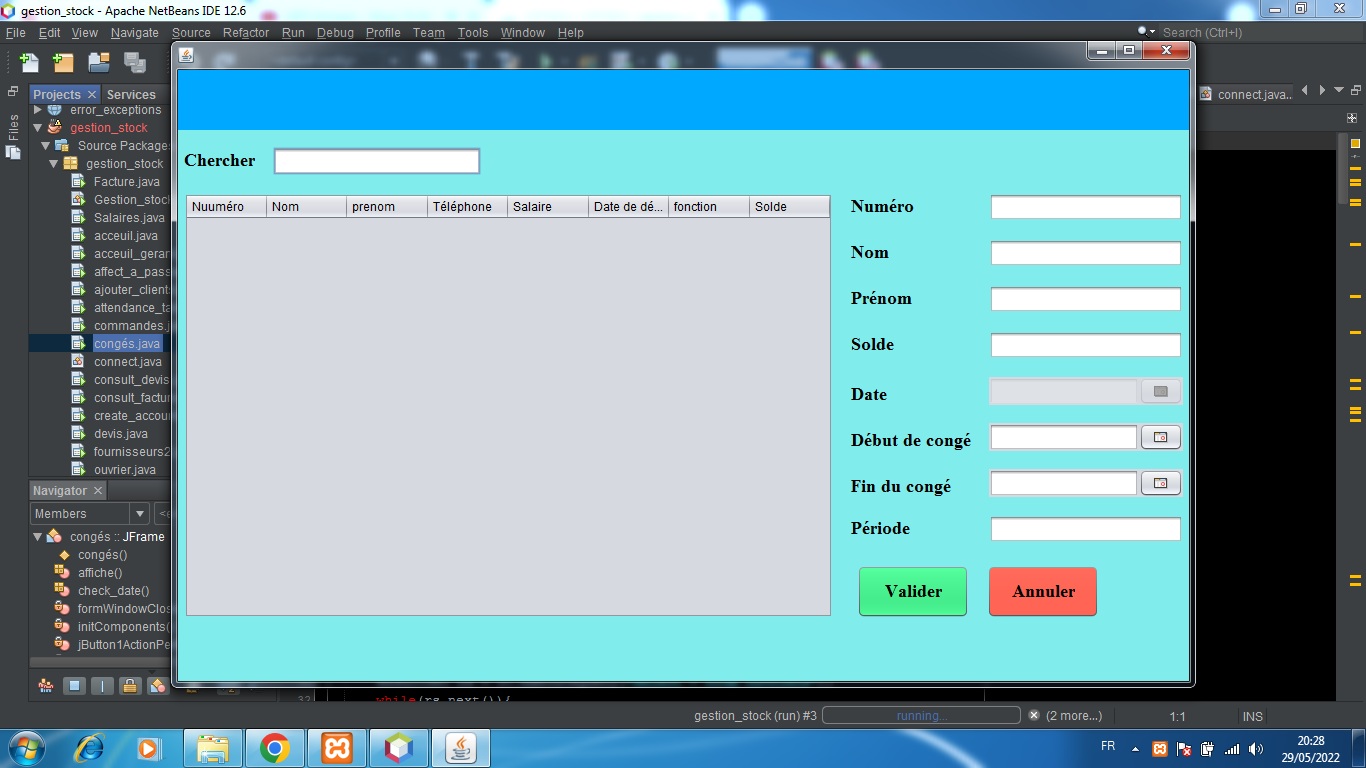 gestion_stock - Apache NetBeans IDE 12.6
File Edit View Navigate Source Refactor Run Debug Profile Team Tools Window Help
Search (Ctrl+I)
Projects Services
connect.java...
Files
error_exceptions
gestion_stock
Source Package
gestion_stock
Facture.java
Gestion_stoc
Salaires.java
acceuil.java
acceuil_geran
affect_a_pass
ajouter_client
attendance_ta
commandes.j
congés.java
connect.java
consult_devis
consult_factur
create_accou
devis.java
fournisseurs2
ouvrier.java
Navigator
Members
<e
congés :: JFrame
congés()
affiche()
check_date()
formWindowClos
initComponents(
jButton1ActionPe
Chercher
Nuuméro Nom prenom Téléphone Salaire Date de dé... fonction Solde
Numéro
Nom
Prénom
Solde
Date
Début de congé
Fin du congé
Période
Valider Annuler
while(rs.next()){
gestion_stock (run) #3 running... (2 more...) 1:1 INS
FR
20:28
29/05/2022